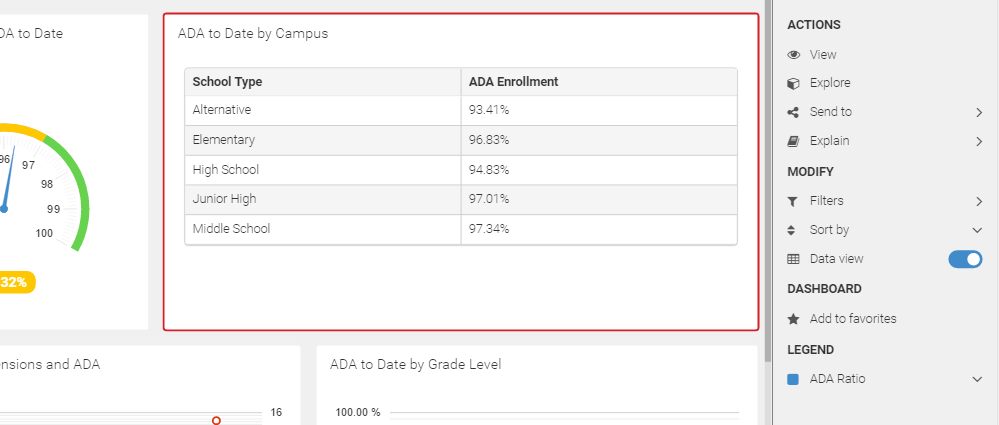 DA to Date
96
97
98
99
100
32%
ADA to Date by Campus
School Type ADA Enrollment
Alternative 93.41%
Elementary 96.83%
High School 94.83%
Junior High 97.01%
Middle School 97.34%
nsions and ADA
16
ADA to Date by Grade Level
100.00 %
ACTIONS
View
Explore
Send to
Explain
MODIFY
Filters
Sort by
Data view
DASHBOARD
Add to favorites
LEGEND
ADA Ratio